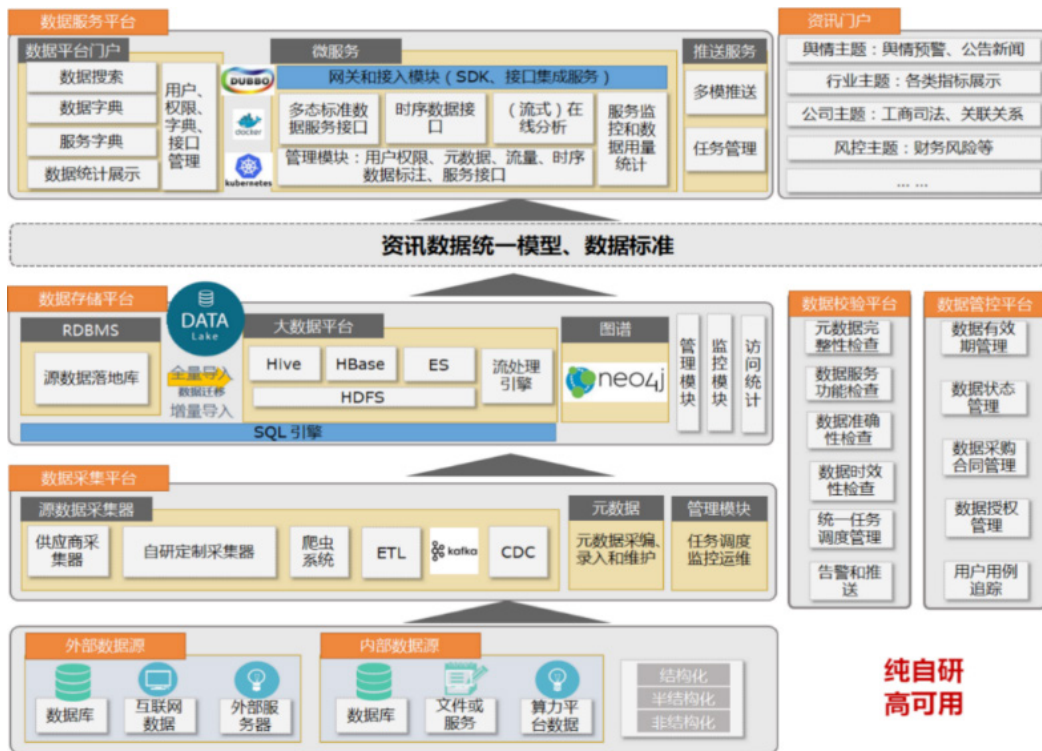 数据服务平台
数据平台门户
数据搜索
数据字典
服务字典
数据统计展示
用户、
权限、
字典、
接口
管理
DUBBO
docker
kubernetes
微服务
网关和接入模块（SDK、接口集成服务）
多态标准数
据服务接口
时序数据接
口
（流式）在
线分析
管理模块：用户权限、元数据、流量、时序
数据标注、服务接口
服务监
控和数
据用量
统计
推送服务
多模推送
任务管理
资讯门户
舆情主题：舆情预警、公告新闻
行业主题：各类指标展示
公司主题：工商司法、关联关系
风控主题：财务风险等
... ...
资讯数据统一模型、数据标准
数据存储平台
RDBMS
源数据落地库
DATA
Lake
全量导入
数据迁移
增量导入
大数据平台
Hive
HBase
ES
HDFS
流处理
引擎
图谱
neo4j
SQL 引擎
管理模块
监控模块
访问统计
数据校验平台
元数据完
整性检查
数据服务
功能检查
数据准确
性检查
数据时效
性检查
统一任务
调度管理
告警和推
送
数据管控平台
数据有效
期管理
数据状态
管理
数据采购
合同管理
数据授权
管理
用户用例
追踪
数据采集平台
源数据采集器
供应商采
集器
自研定制采集器
爬虫
系统
ETL
kafka
CDC
元数据
元数据采编、
录入和维护
管理模块
任务调度
监控运维
外部数据源
数据库
互联网
数据
外部服
务器
内部数据源
数据库
文件或
服务
算力平
台数据
结构化
半结构化
非结构化
纯自研
高可用